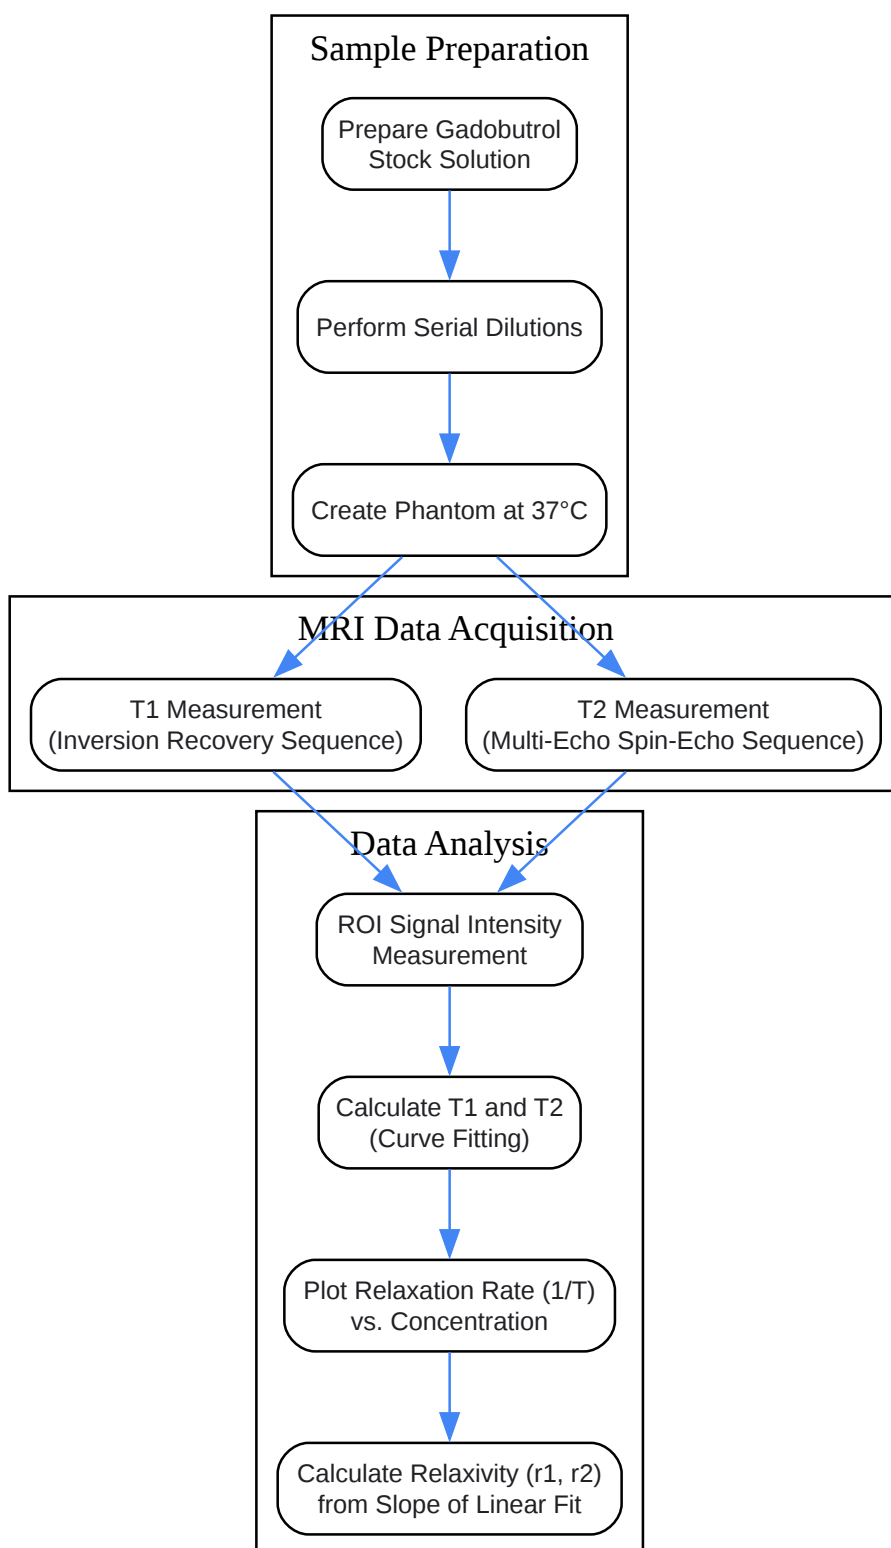 Sample Preparation
Prepare Gadobutrol
Stock Solution
Perform Serial Dilutions
Create Phantom at 37°C
MRI Data Acquisition
T1 Measurement
(Inversion Recovery Sequence)
T2 Measurement
(Multi-Echo Spin-Echo Sequence)
Data Analysis
ROI Signal Intensity
Measurement
Calculate T1 and T2
(Curve Fitting)
Plot Relaxation Rate (1/T)
vs. Concentration
Calculate Relaxivity (r1, r2)
from Slope of Linear Fit